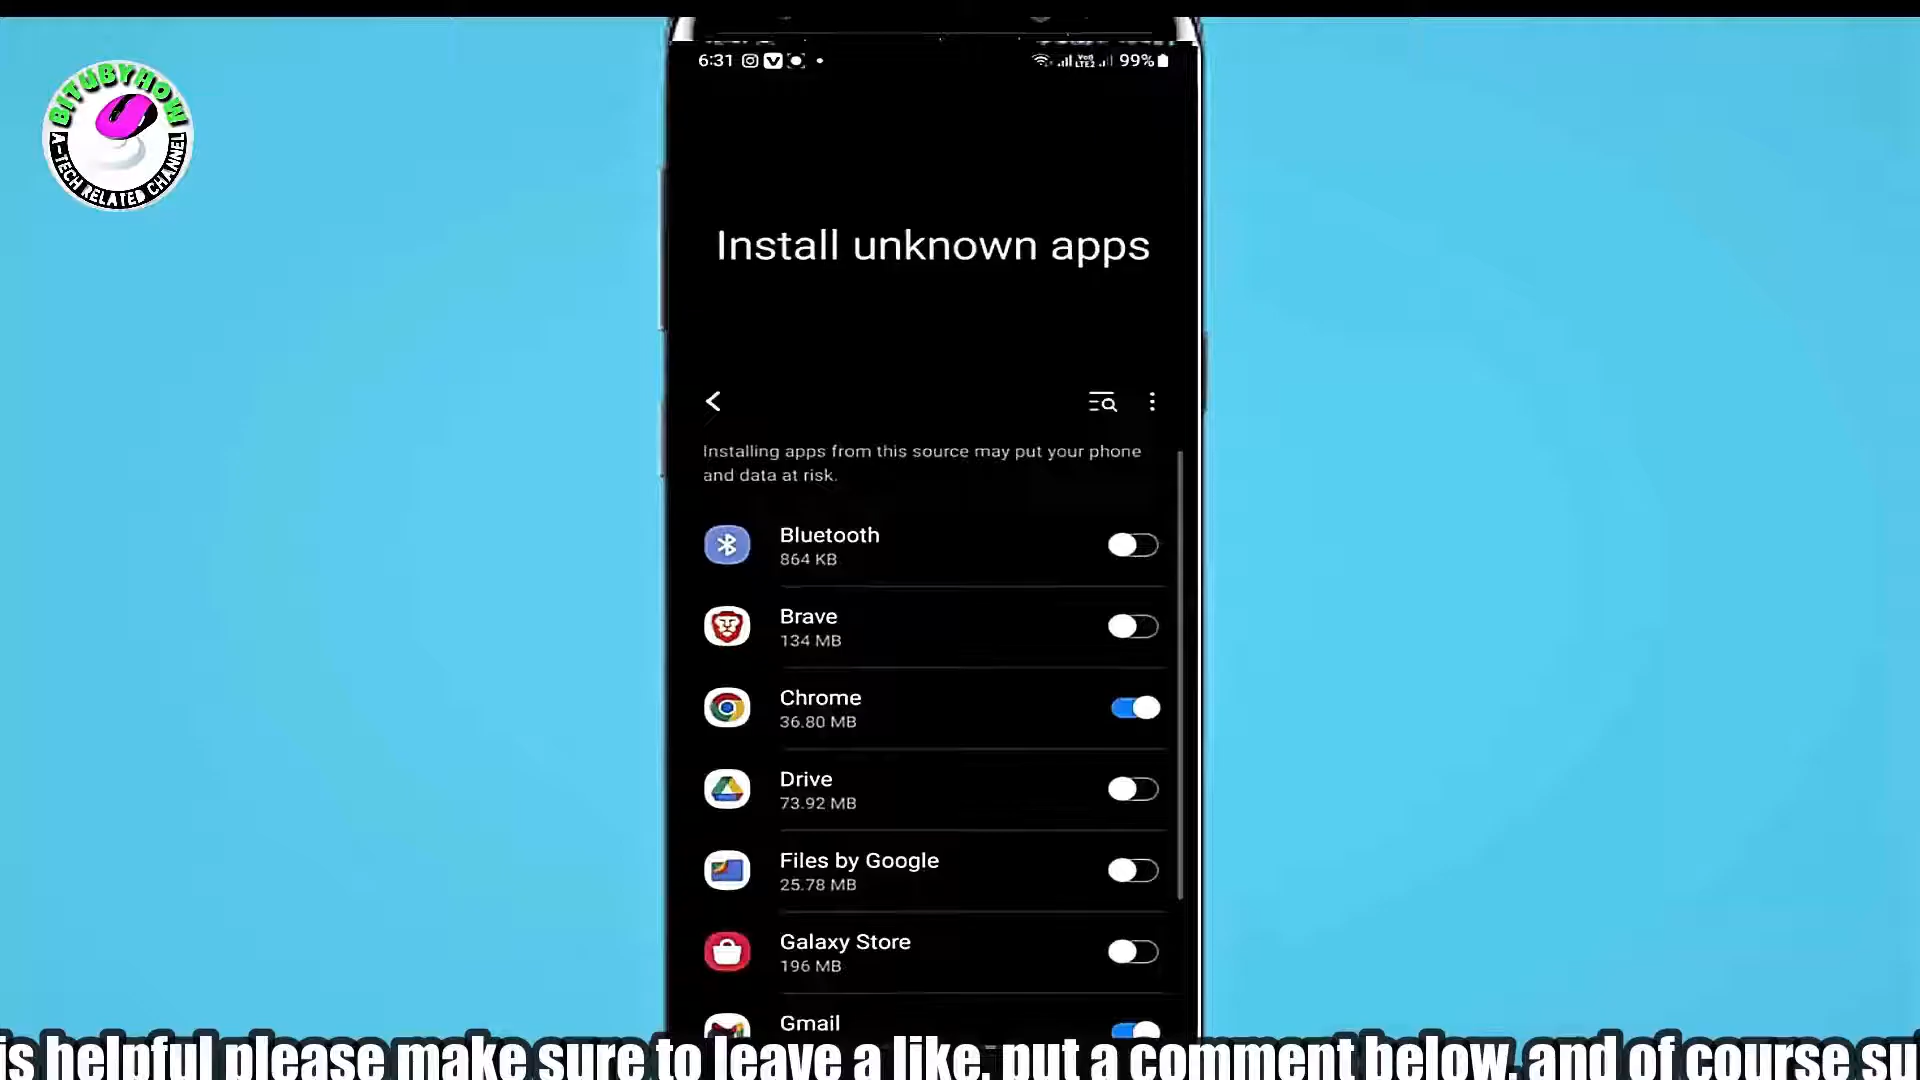 BITUBYHOW
A-TECH RELATED CHANNEL
6:31
Vo)) LTE2 99%
Install unknown apps
Installing apps from this source may put your phone
and data at risk.
Bluetooth
864 KB
Brave
134 MB
Chrome
36.80 MB
Drive
73.92 MB
Files by Google
25.78 MB
Galaxy Store
196 MB
Gmail
is helpful please make sure to leave a like, put a comment below, and of course su